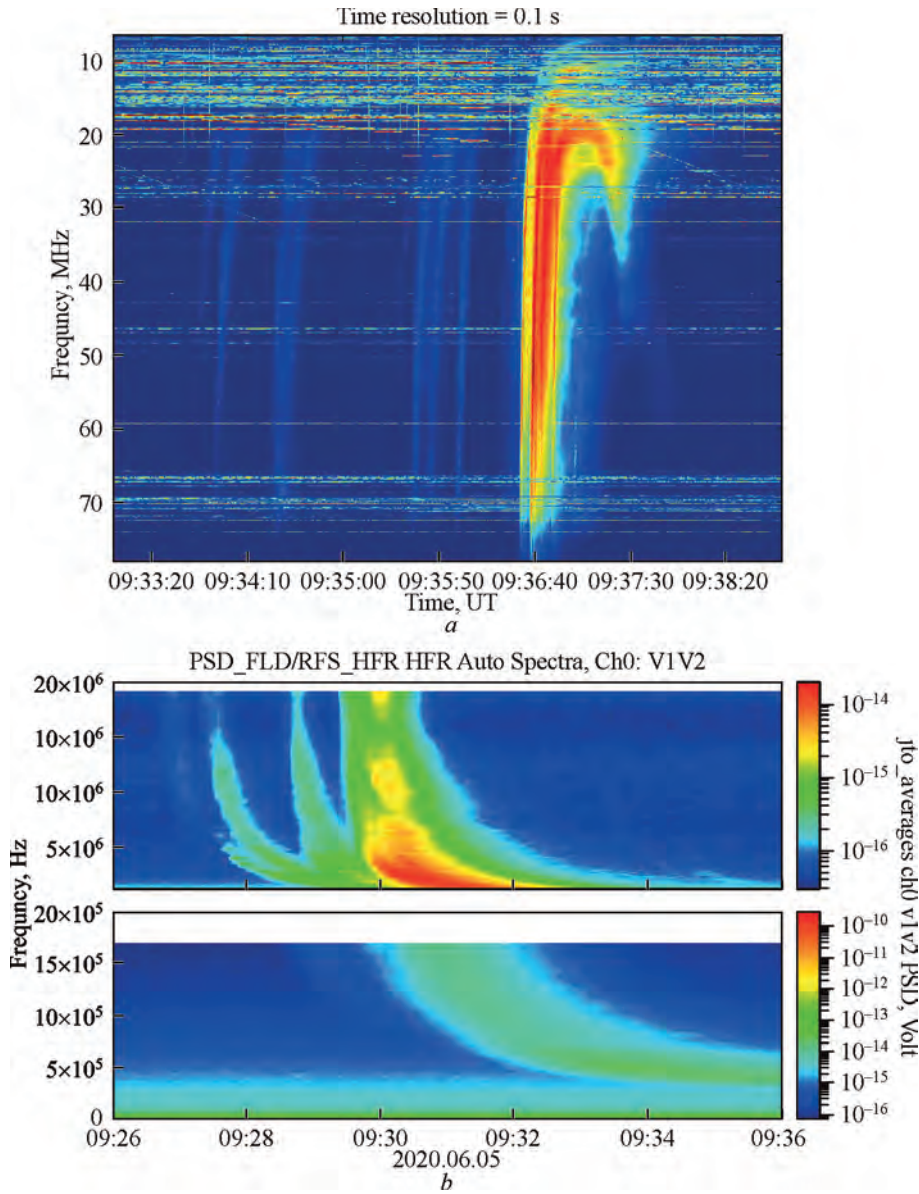 a
Time resolution = 0.1 s
10
20
30
40
50
60
70
Frequncy, MHz
09:33:20 09:34:10 09:35:00 09:35:50 09:36:40 09:37:30 09:38:20
Time, UT
a
PSD_FLD/RFS_HFR HFR Auto Spectra, Ch0: V1V2
20×10⁶
10×10⁶
10×10⁶
5×10⁶
20×10⁵
15×10⁵
10×10⁵
5×10⁵
0
Frequncy, Hz
10⁻¹⁴
10⁻¹⁵
10⁻¹⁶
10⁻¹⁰
10⁻¹¹
10⁻¹²
10⁻¹³
10⁻¹⁴
10⁻¹⁵
10⁻¹⁶
averages ch0 v1v2 PSD, Volt
09:26 09:28 09:30 09:32 09:34 09:36
2020.06.05
b